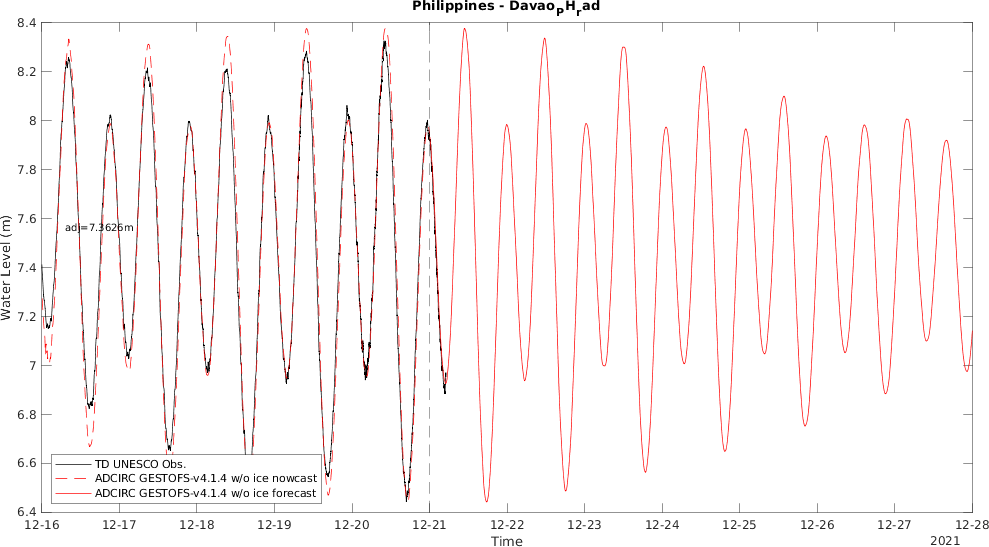 Philippines - DavaopHrad
8.4
8.2
8
7.8
7.6
7.4
7.2
7
6.8
6.6
6.4
Water Level (m)
adj=7.3626m
TD UNESCO Obs.
ADCIRC GESTOFS-v4.1.4 w/o ice nowcast
ADCIRC GESTOFS-v4.1.4 w/o ice forecast
12-16 12-17 12-18 12-19 12-20 12-21 12-22 12-23 12-24 12-25 12-26 12-27 12-28
Time
2021